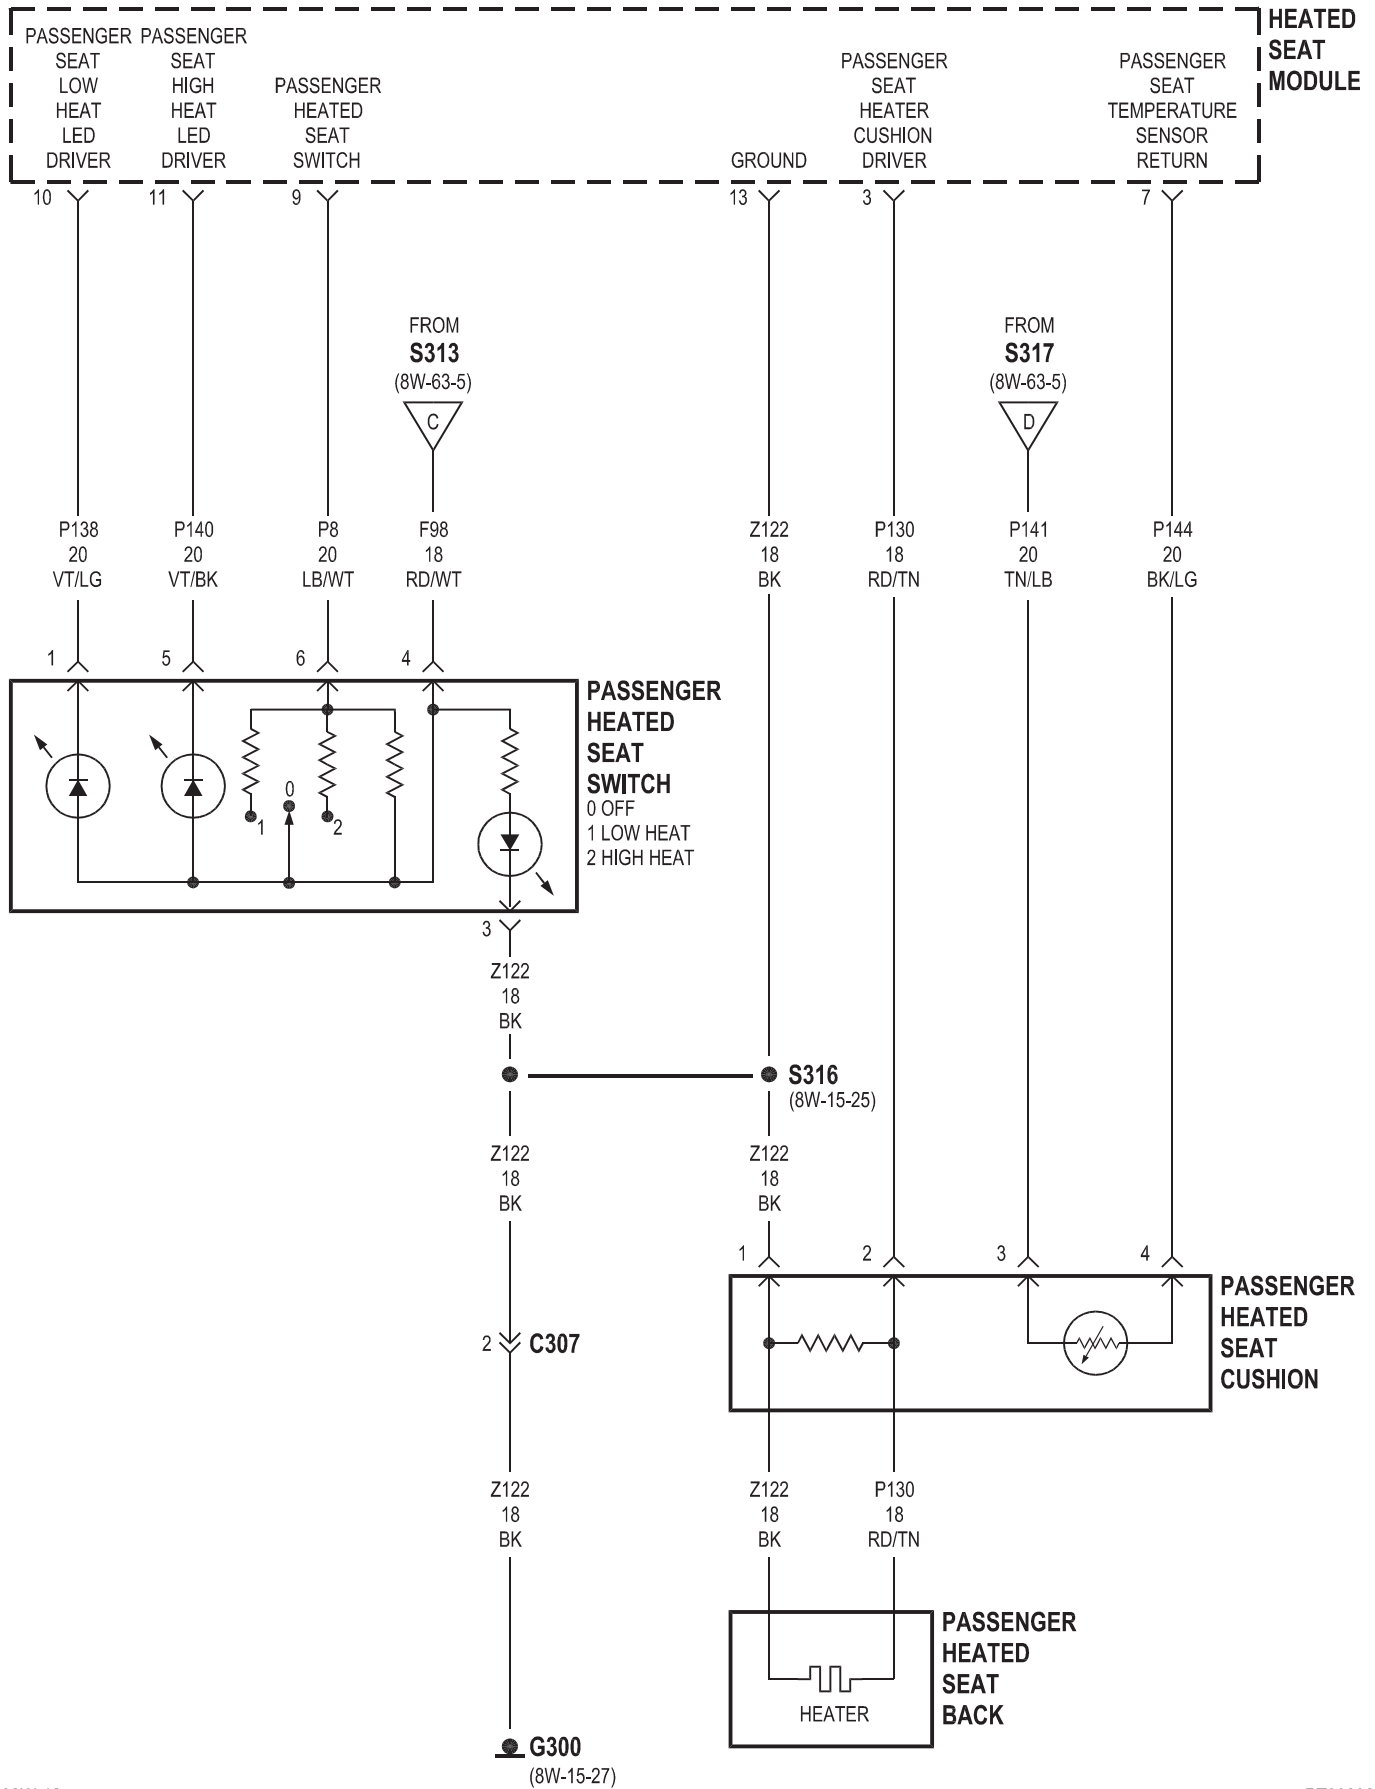 HEATED
SEAT
MODULE
PASSENGER
SEAT
LOW
HEAT
LED
DRIVER
PASSENGER
SEAT
HIGH
HEAT
LED
DRIVER
PASSENGER
HEATED
SEAT
SWITCH
GROUND
PASSENGER
SEAT
HEATER
CUSHION
DRIVER
PASSENGER
SEAT
TEMPERATURE
SENSOR
RETURN
10
11
9
13
3
7
FROM
S313
(8W-63-5)
C
FROM
S317
(8W-63-5)
D
P138
20
VT/LG
P140
20
VT/BK
P8
20
LB/WT
F98
18
RD/WT
Z122
18
BK
P130
18
RD/TN
P141
20
TN/LB
P144
20
BK/LG
1
5
6
4
PASSENGER
HEATED
SEAT
SWITCH
0 OFF
1 LOW HEAT
2 HIGH HEAT
0
1
2
3
Z122
18
BK
S316
(8W-15-25)
Z122
18
BK
Z122
18
BK
1
2
3
4
PASSENGER
HEATED
SEAT
CUSHION
2
C307
Z122
18
BK
Z122
18
BK
P130
18
RD/TN
PASSENGER
HEATED
SEAT
BACK
HEATER
G300
(8W-15-27)